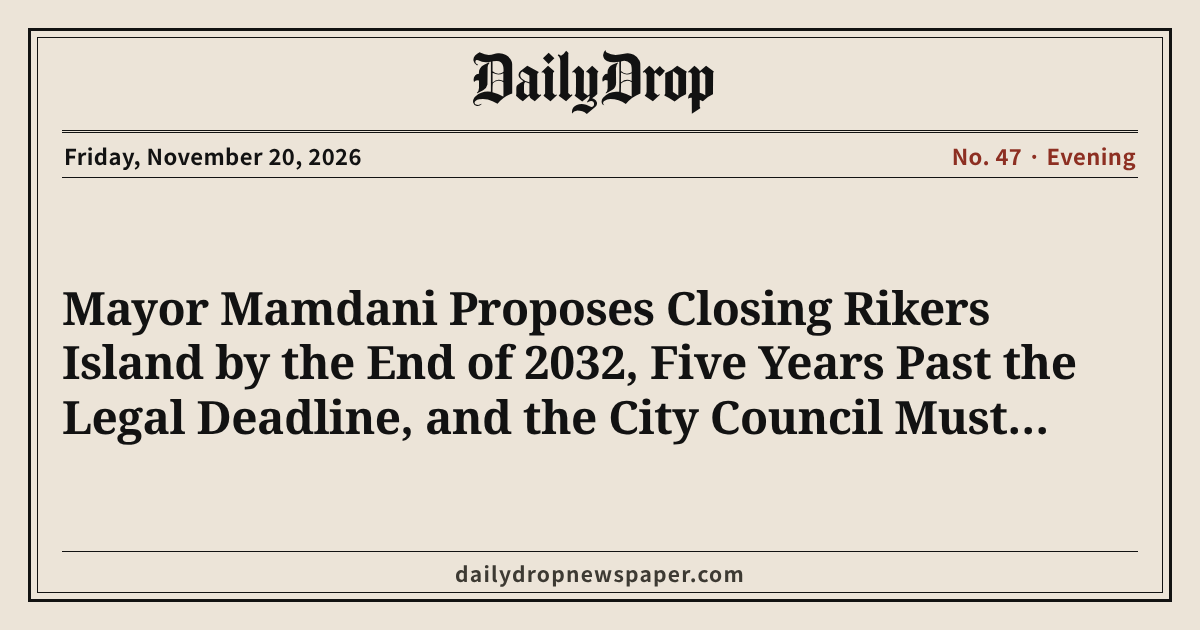 DailyDrop
Friday, November 20, 2026
No. 47 · Evening
Mayor Mamdani Proposes Closing Rikers
Island by the End of 2032, Five Years Past the
Legal Deadline, and the City Council Must...
dailydropnewspaper.com